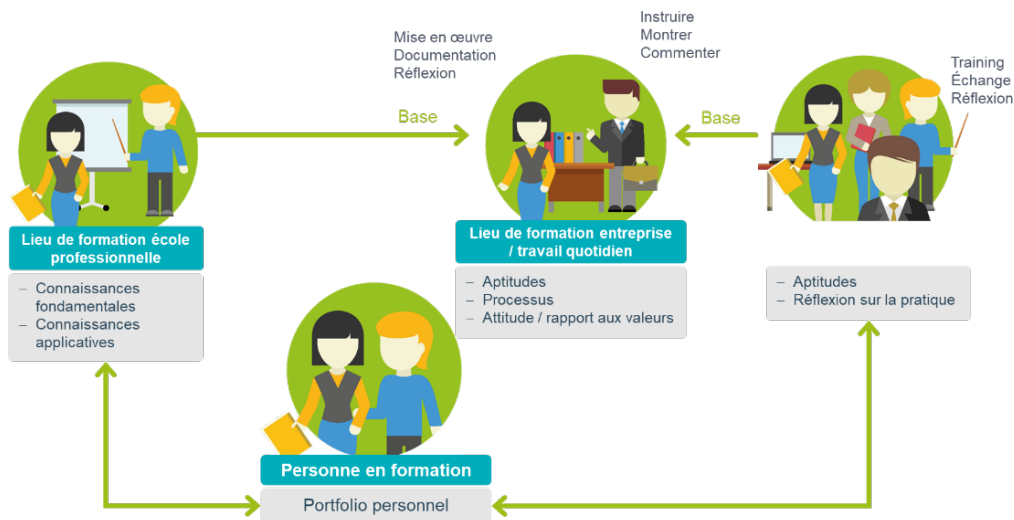 Mise en œuvre
Documentation
Réflexion
Instruire
Montrer
Commenter
Training
Échange
Réflexion
Base
Base
Lieu de formation école
professionnelle
– Connaissances
fondamentales
– Connaissances
applicatives
Lieu de formation entreprise
/ travail quotidien
– Aptitudes
– Processus
– Attitude / rapport aux valeurs
– Aptitudes
– Réflexion sur la pratique
Personne en formation
Portfolio personnel